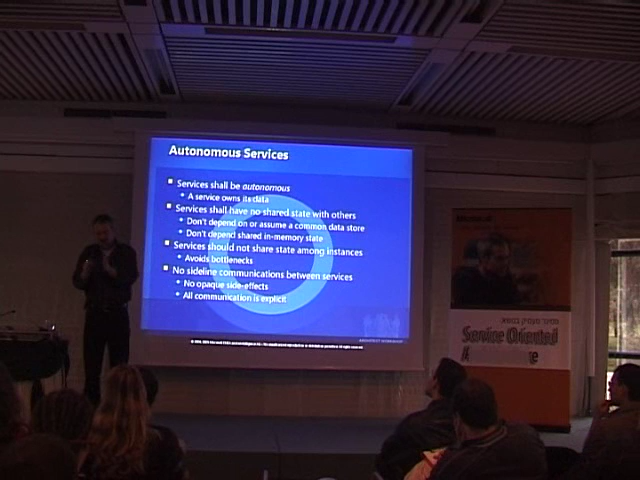 Autonomous Services
Services shall be autonomous
A service owns its data
Services shall have no shared state with others
Don't depend on or assume a common data store
Don't depend shared in-memory state
Services should not share state among instances
Avoids bottlenecks
No sideline communications between services
No opaque side-effects
All communication is explicit
Service Oriented